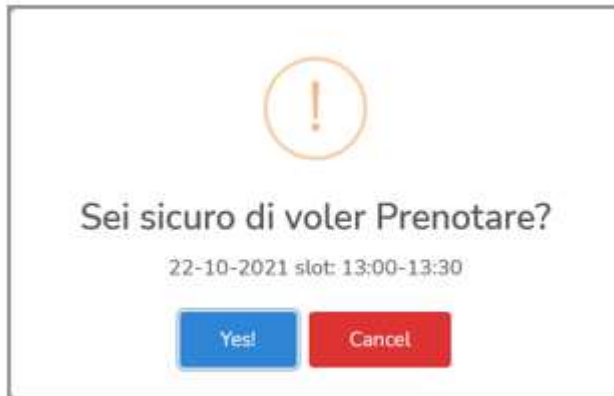 !
Sei sicuro di voler Prenotare?
22-10-2021 slot: 13:00-13:30
Yes! Cancel